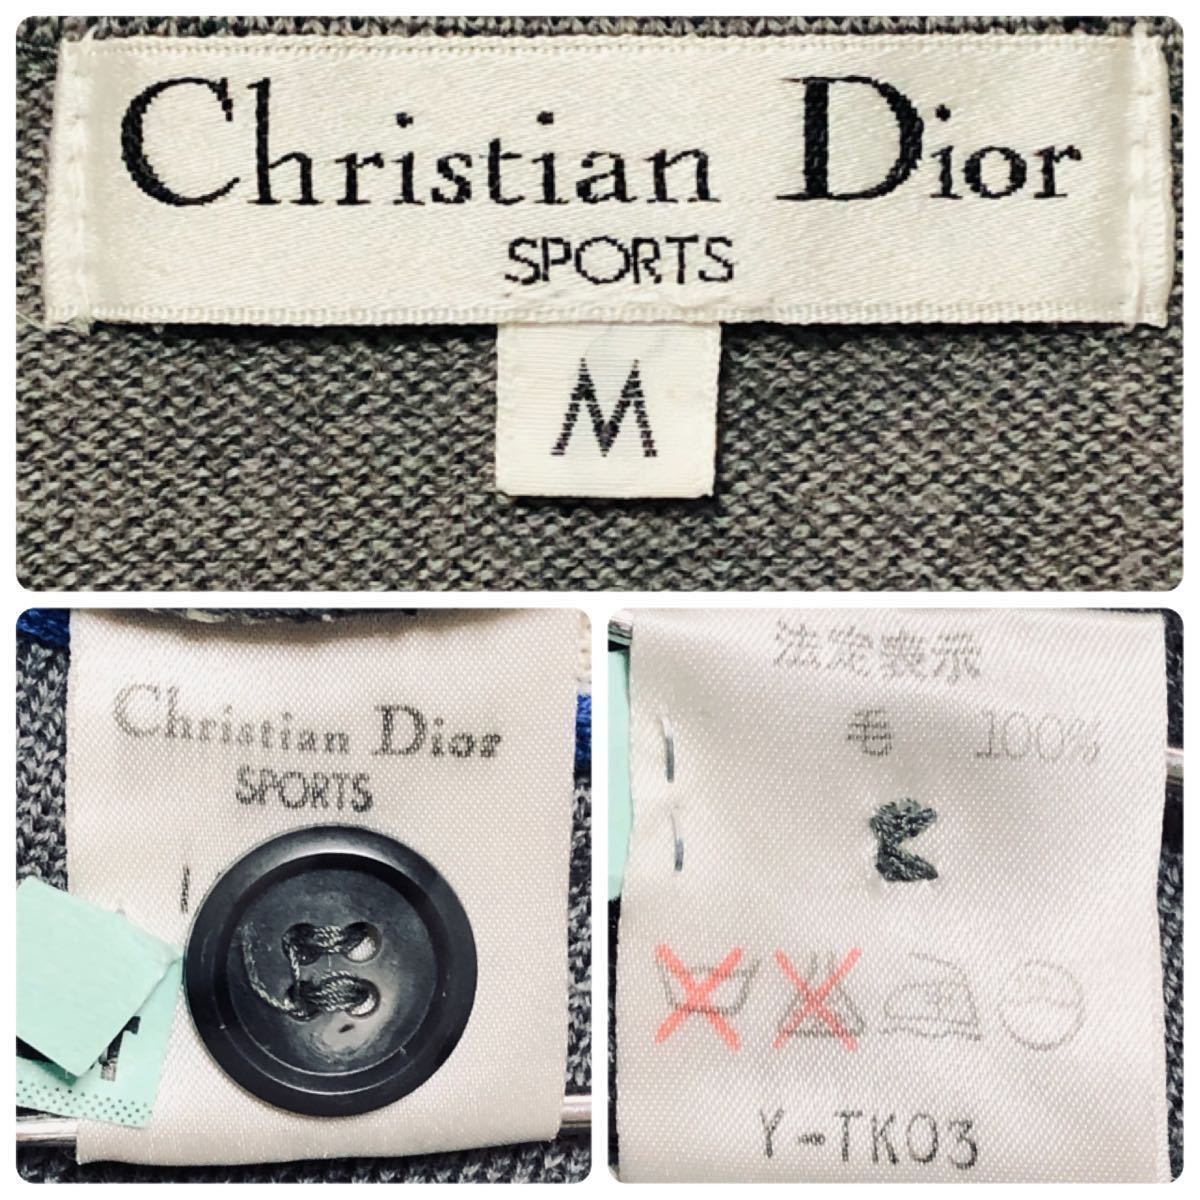 Christian Dior
SPORTS
M
Christian Dior
SPORTS
法定表示
毛 100%
Y-TK03